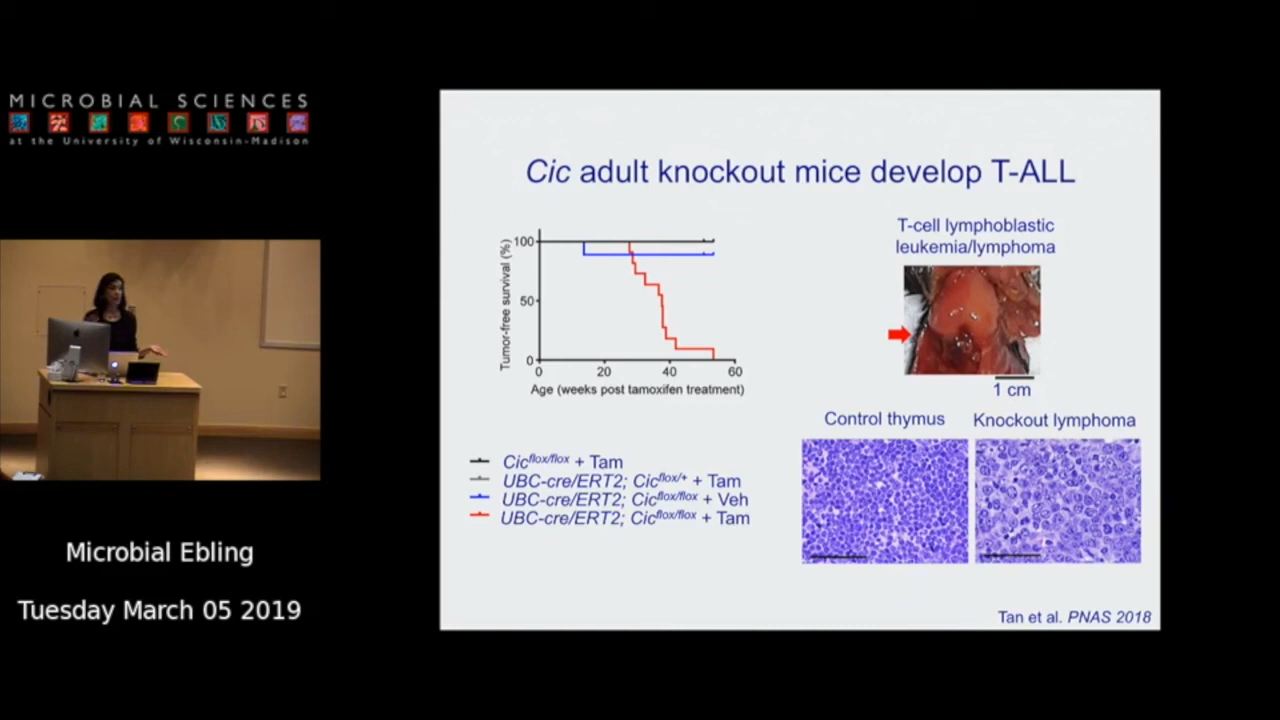 MICROBIAL SCIENCES
at the University of Wisconsin-Madison
Microbial Ebling
Tuesday March 05 2019
Cic adult knockout mice develop T-ALL
Tumor-free survival (%)
100
50
0
0 20 40 60
Age (weeks post tamoxifen treatment)
Cicflox/flox + Tam
UBC-cre/ERT2; Cicflox/+ + Tam
UBC-cre/ERT2; Cicflox/flox + Veh
UBC-cre/ERT2; Cicflox/flox + Tam
T-cell lymphoblastic
leukemia/lymphoma
1 cm
Control thymus
Knockout lymphoma
Tan et al. PNAS 2018